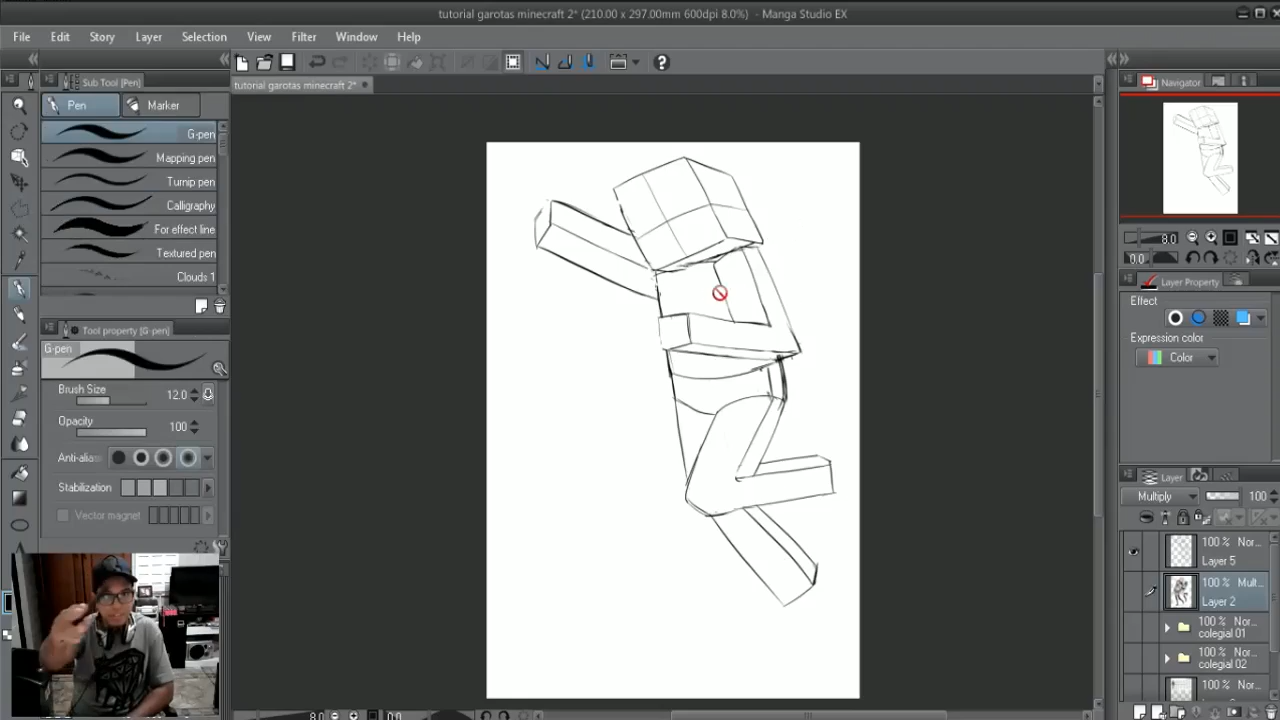 tutorial garotas minecraft 2* (210.00 x 297.00mm 600dpi 8.0%) - Manga Studio EX
File Edit Story Layer Selection View Filter Window Help
Sub Tool [Pen]
Pen
Marker
G-pen
Mapping pen
Turnip pen
Calligraphy
For effect line
Textured pen
Clouds 1
Tool property [G-pen]
G-pen
Brush Size 12.0
Opacity 100
Anti-alias
Stabilization
Vector magnet
tutorial garotas minecraft 2*
8.0 0.0
Navigator
8.0
0.0
Layer Property
Effect
Expression color
Color
Layer
Multiply 100
100 % Nor...
Layer 5
100 % Mult...
Layer 2
100 % Nor...
colegial 01
100 % Nor...
colegial 02
100 % Nor...